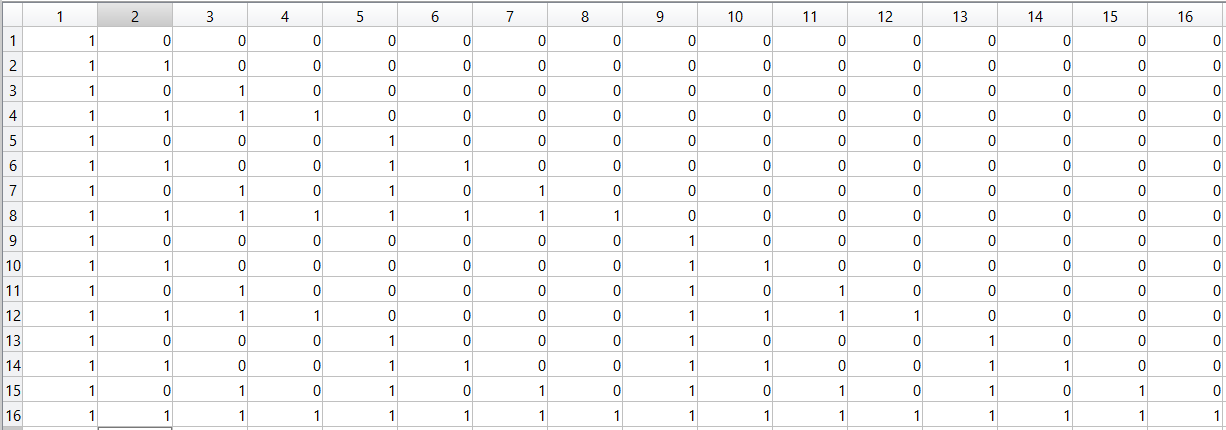 1 2 3 4 5 6 7 8 9 10 11 12 13 14 15 16
1 1 0 0 0 0 0 0 0 0 0 0 0 0 0 0 0
2 1 1 0 0 0 0 0 0 0 0 0 0 0 0 0 0
3 1 0 1 0 0 0 0 0 0 0 0 0 0 0 0 0
4 1 1 1 1 0 0 0 0 0 0 0 0 0 0 0 0
5 1 0 0 0 1 0 0 0 0 0 0 0 0 0 0 0
6 1 1 0 0 1 1 0 0 0 0 0 0 0 0 0 0
7 1 0 1 0 1 0 1 0 0 0 0 0 0 0 0 0
8 1 1 1 1 1 1 1 1 0 0 0 0 0 0 0 0
9 1 0 0 0 0 0 0 0 1 0 0 0 0 0 0 0
10 1 1 0 0 0 0 0 0 1 1 0 0 0 0 0 0
11 1 0 1 0 0 0 0 0 1 0 1 0 0 0 0 0
12 1 1 1 1 0 0 0 0 1 1 1 1 0 0 0 0
13 1 0 0 0 1 0 0 0 1 0 0 0 1 0 0 0
14 1 1 0 0 1 1 0 0 1 1 0 0 1 1 0 0
15 1 0 1 0 1 0 1 0 1 0 1 0 1 0 1 0
16 1 1 1 1 1 1 1 1 1 1 1 1 1 1 1 1